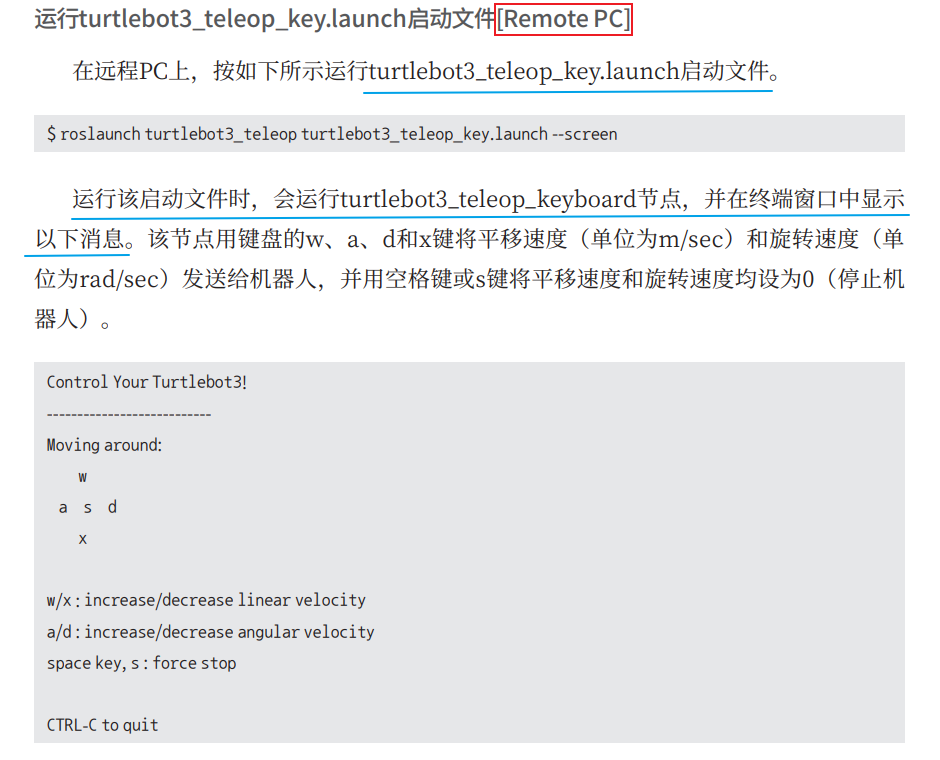 运行turtlebot3_teleop_key.launch启动文件[Remote PC]
在远程PC上，按如下所示运行turtlebot3_teleop_key.launch启动文件。
$ roslaunch turtlebot3_teleop turtlebot3_teleop_key.launch --screen
运行该启动文件时，会运行turtlebot3_teleop_keyboard节点，并在终端窗口中显示
以下消息。该节点用键盘的w、a、d和x键将平移速度（单位为m/sec）和旋转速度（单
位为rad/sec）发送给机器人，并用空格键或s键将平移速度和旋转速度均设为0（停止机
器人）。
Control Your Turtlebot3!
---------------------------
Moving around:
w
a s d
x
w/x : increase/decrease linear velocity
a/d : increase/decrease angular velocity
space key, s : force stop
CTRL-C to quit